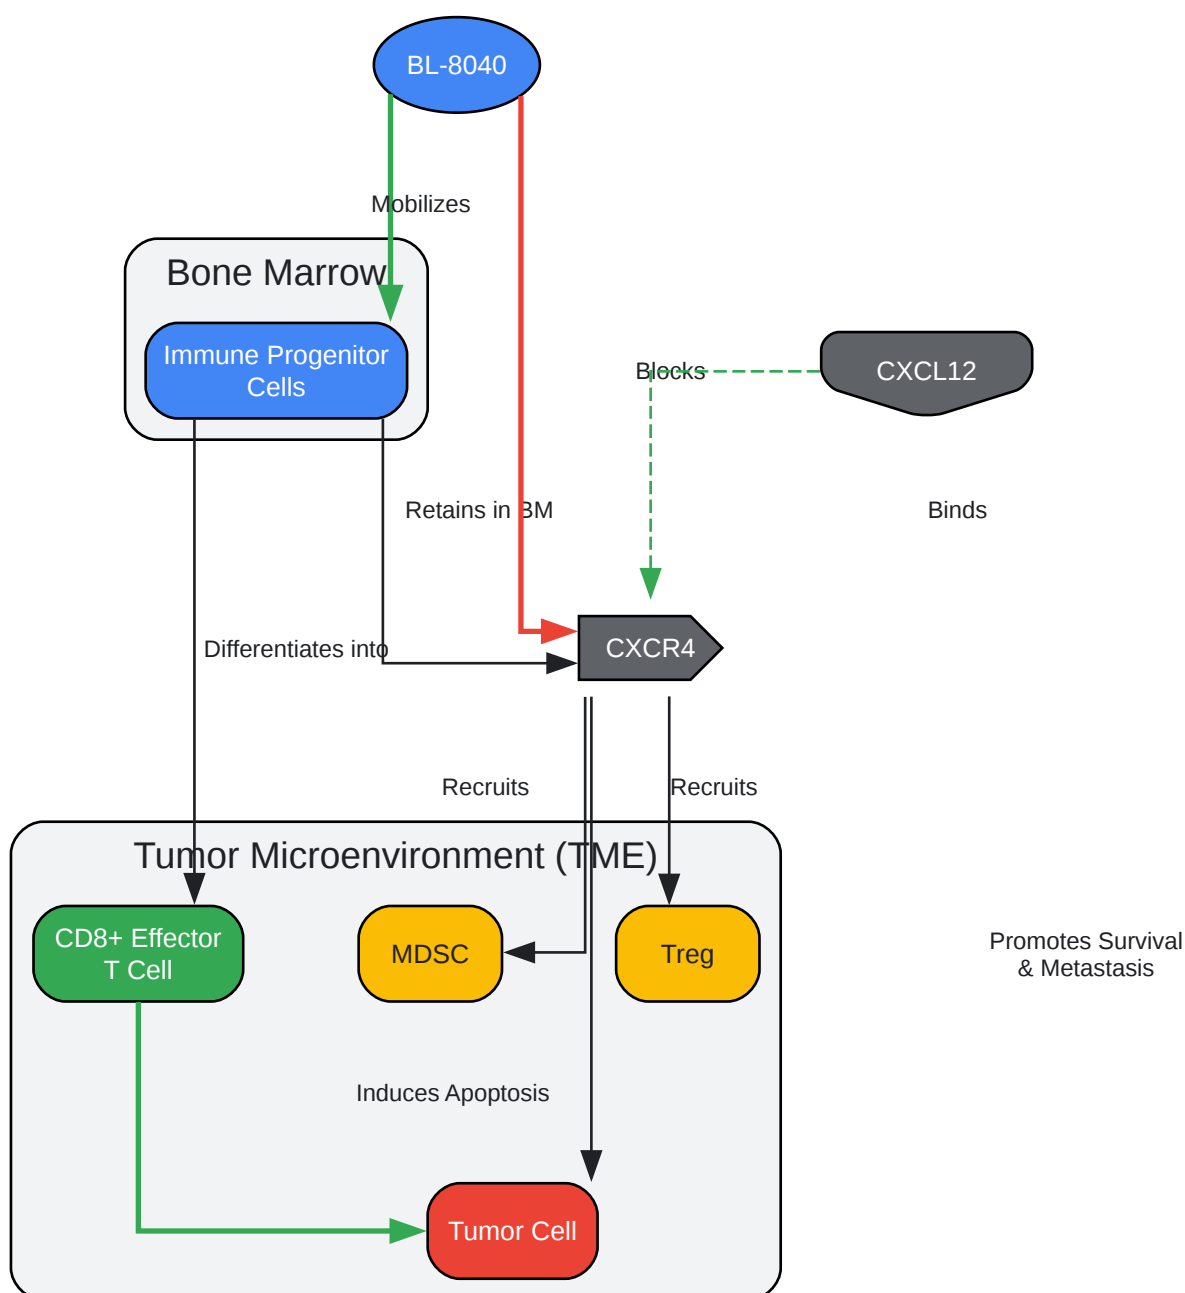 BL-8040
Mobilizes
Bone Marrow
Immune Progenitor
Cells
Blocks
CXCL12
Retains in BM
Binds
Differentiates into
CXCR4
Recruits
Recruits
Tumor Microenvironment (TME)
CD8+ Effector
T Cell
MDSC
Treg
Promotes Survival
& Metastasis
Induces Apoptosis
Tumor Cell